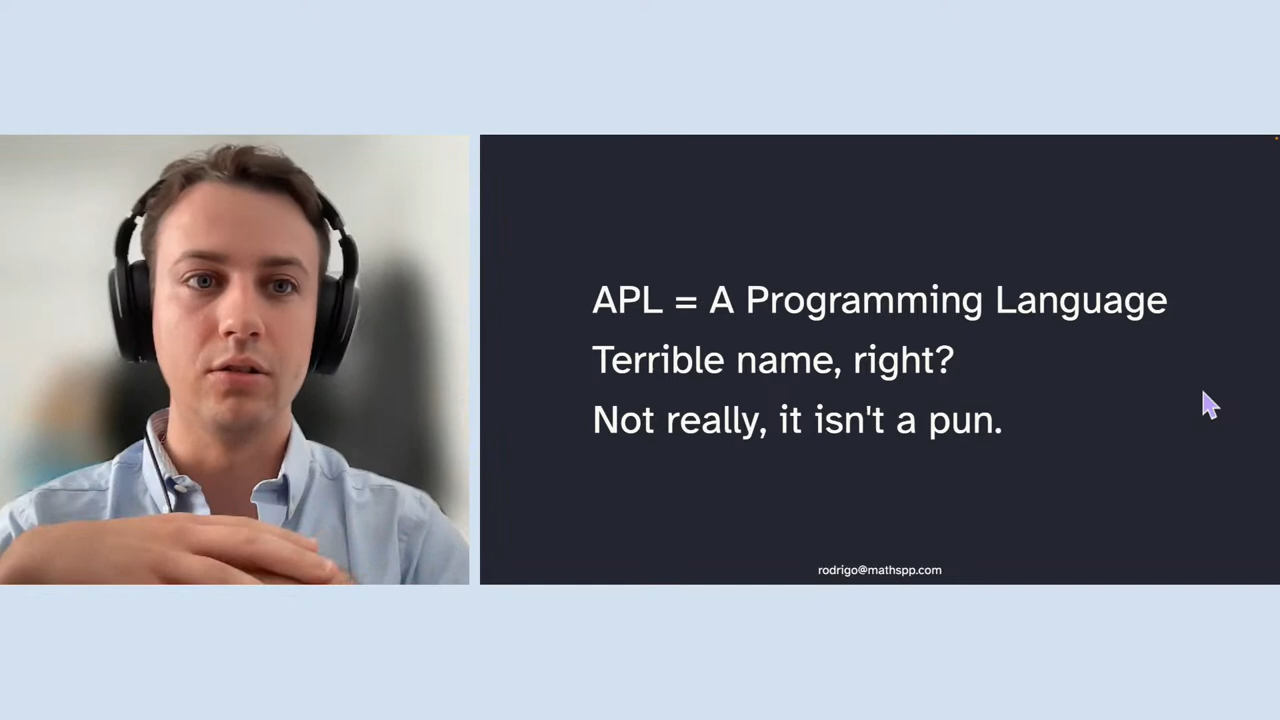 APL = A Programming Language
Terrible name, right?
Not really, it isn't a pun.
rodrigo@mathspp.com